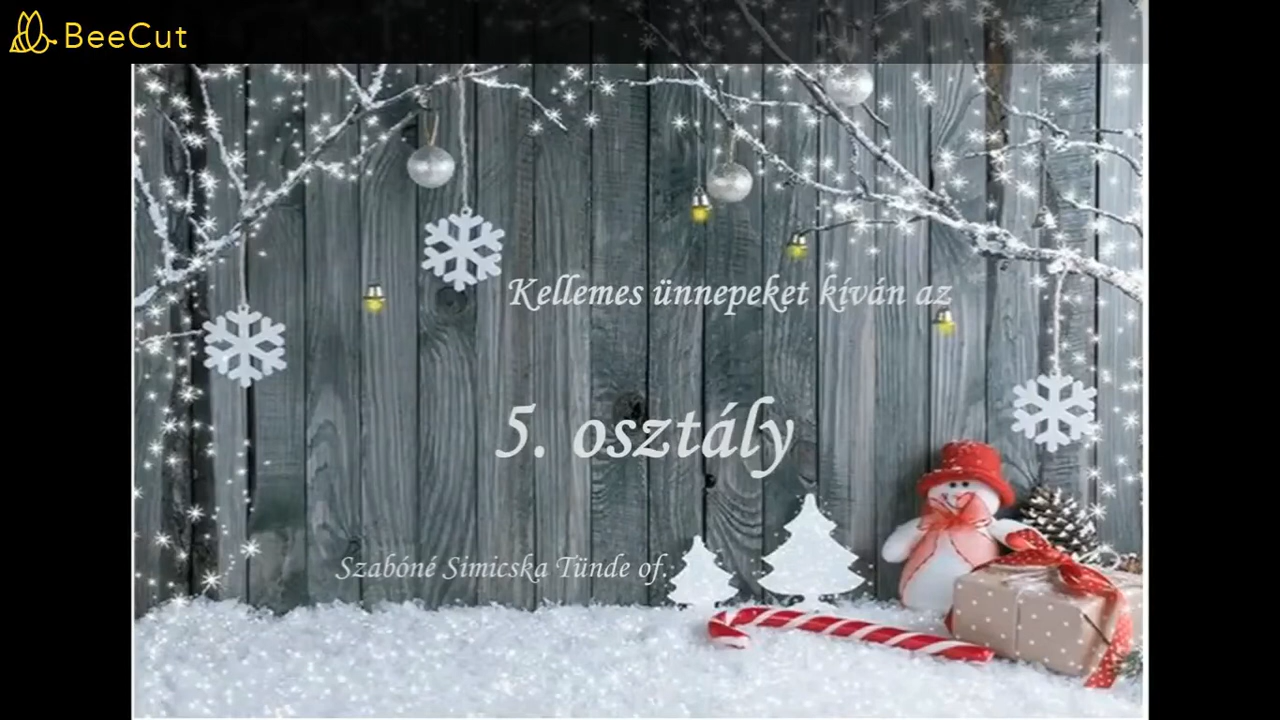 BeeCut
Kellemes ünnepeket kíván az
5. osztály
Szabóné Simicska Tünde of.